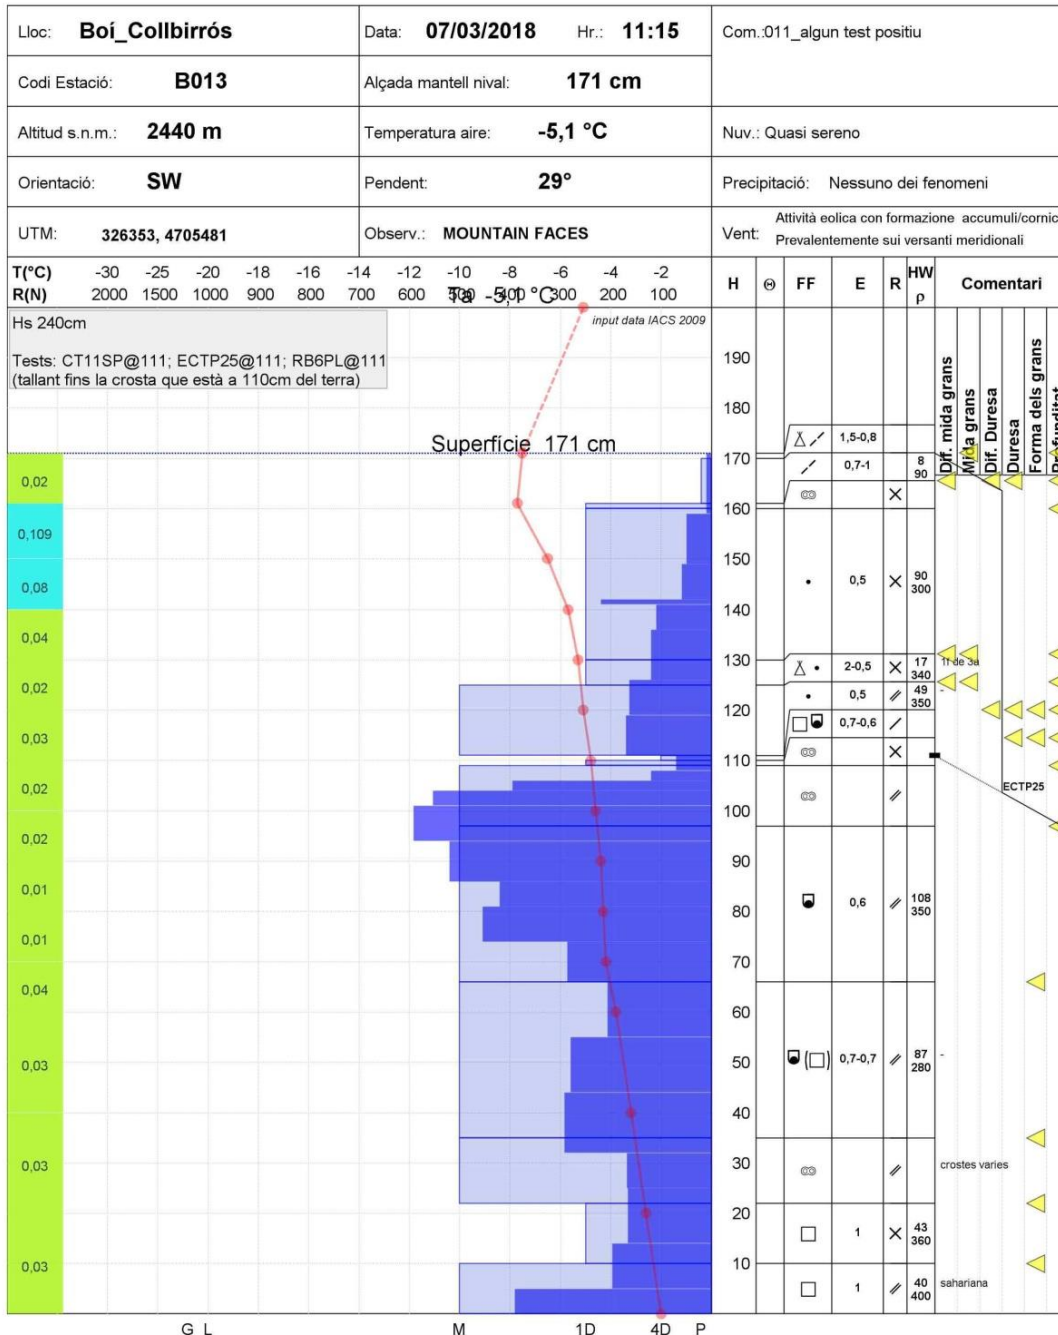 Lloc: Boí_Collbirrós Data: 07/03/2018 Hr.: 11:15 Com.:011_algun test positiu
Codi Estació: B013 Alçada mantell nival: 171 cm
Altitud s.n.m.: 2440 m Temperatura aire: -5,1 °C Nuv.: Quasi sereno
Orientació: SW Pendent: 29° Precipitació: Nessuno dei fenomeni
UTM: 326353, 4705481 Observ.: MOUNTAIN FACES Vent: Attività eolica con formazione accumuli/cornic
Prevalentemente sui versanti meridionali
T(°C) -30 -25 -20 -18 -16 -14 -12 -10 -8 -6 -4 -2 H Θ FF E R HW ρ Comentari
R(N) 2000 1500 1000 900 800 700 600 500 400 300 200 100
Ta -5,1 °C
Hs 240cm
input data IACS 2009
Tests: CT11SP@111; ECTP25@111; RB6PL@111
(tallant fins la crosta que està a 110cm del terra)
Dif. mida grans
Mida grans
Dif. Duresa
Duresa
Forma dels grans
Profunditat
190
180
Superfície 171 cm
1,5-0,8
170
0,7-1 8 90
0,02
160
0,109
150
0,5 90 300
0,08
140
0,04
130
2-0,5 17 340 1f de 3a
0,02
0,5 49 350 -
120
0,7-0,6
0,03
110
ECTP25
0,02
100
0,02
90
0,01
80
0,6 108 350
0,01
70
0,04
60
0,03
50
0,7-0,7 87 280 -
40
30
crostes varies
0,03
20
1 43 360
10
0,03
1 40 400 sahariana
G L M 1D 4D P